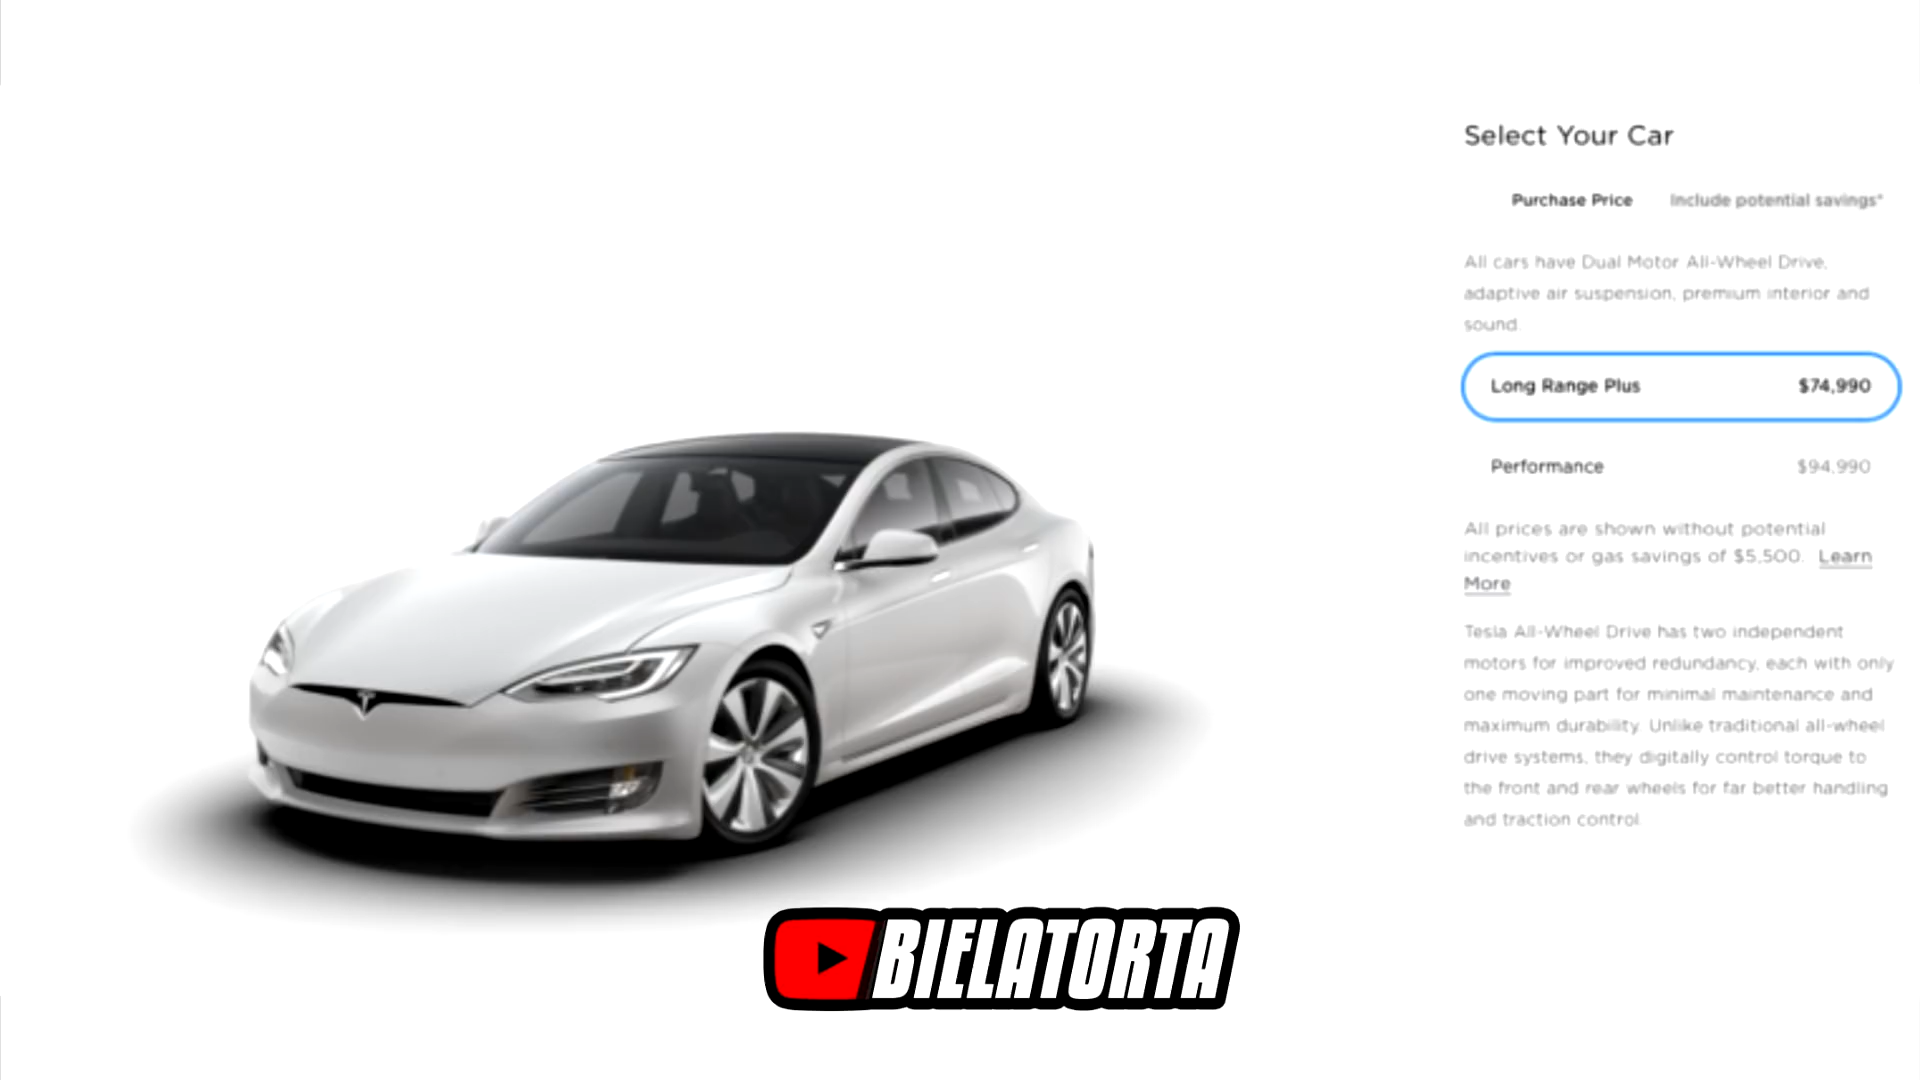 Select Your Car
Purchase Price Include potential savings*
All cars have Dual Motor All-Wheel Drive,
adaptive air suspension, premium interior and
sound.
Long Range Plus $74,990
Performance $94,990
All prices are shown without potential
incentives or gas savings of $5,500. Learn
More
Tesla All-Wheel Drive has two independent
motors for improved redundancy, each with only
one moving part for minimal maintenance and
maximum durability. Unlike traditional all-wheel
drive systems, they digitally control torque to
the front and rear wheels for far better handling
and traction control.
BIELATORTA